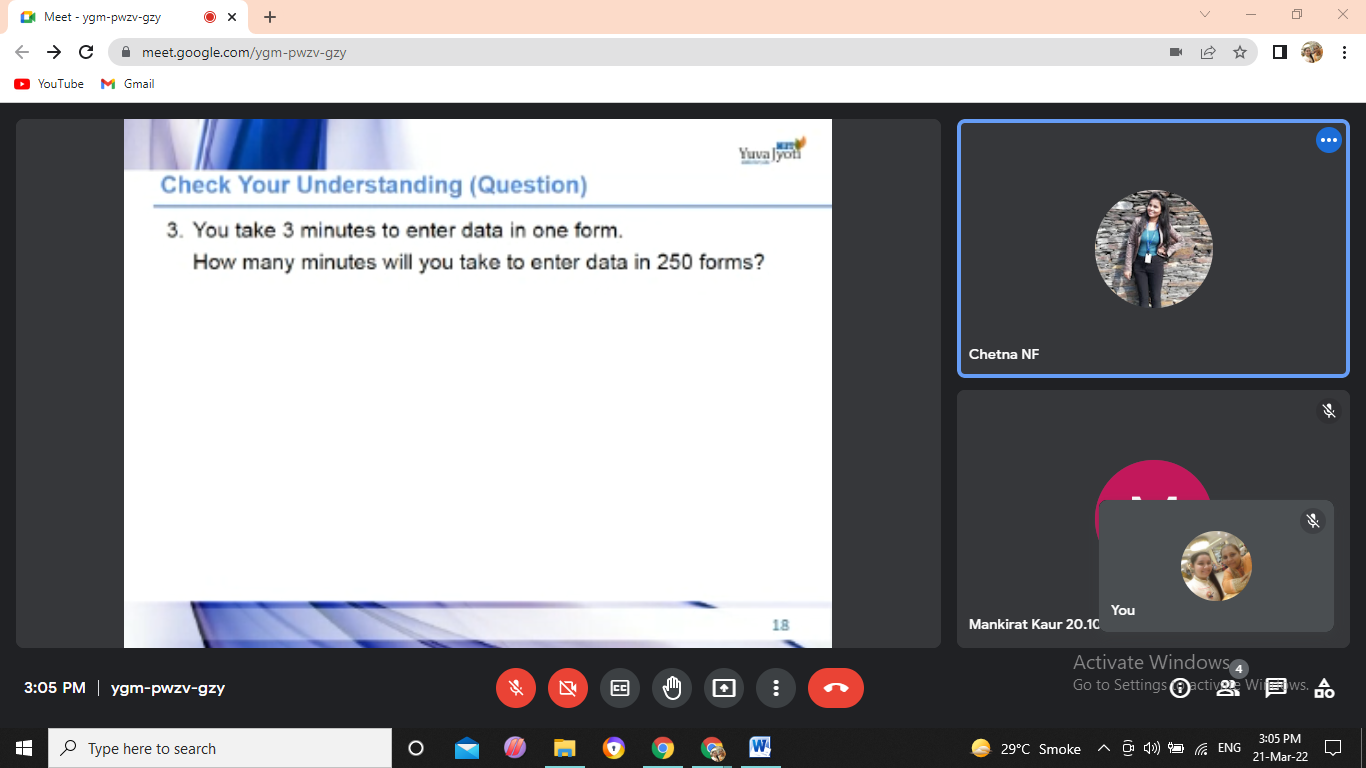 Meet - ygm-pwzv-gzy
meet.google.com/ygm-pwzv-gzy
YouTube Gmail
Yuva Jyoti
Check Your Understanding (Question)
3. You take 3 minutes to enter data in one form.
How many minutes will you take to enter data in 250 forms?
18
Chetna NF
Mankirat Kaur 20.10
You
Activate Windows
Go to Settings to activate Windows.
4
3:05 PM | ygm-pwzv-gzy
Type here to search
29°C Smoke
ENG
3:05 PM
21-Mar-22